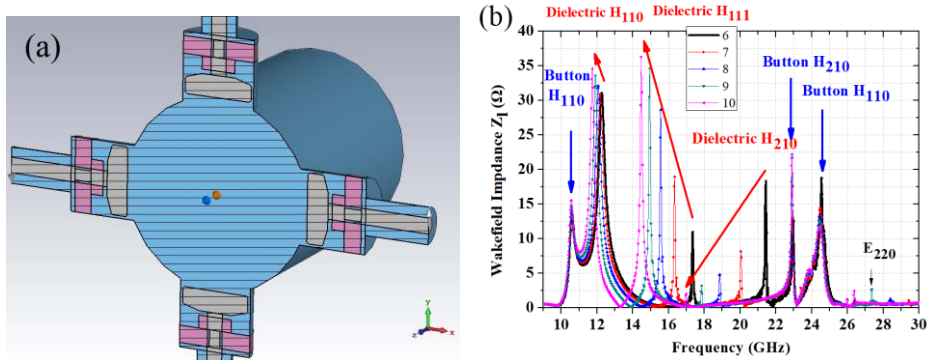 (a)
y
z
x
(b)
Dielectric H110
Dielectric H111
6
7
8
9
10
Button
H110
Button H210
Button H110
Dielectric H210
E220
Wakefield Impdance Z1 (Ω)
40
35
30
25
20
15
10
5
0
10 12 14 16 18 20 22 24 26 28 30
Frequency (GHz)